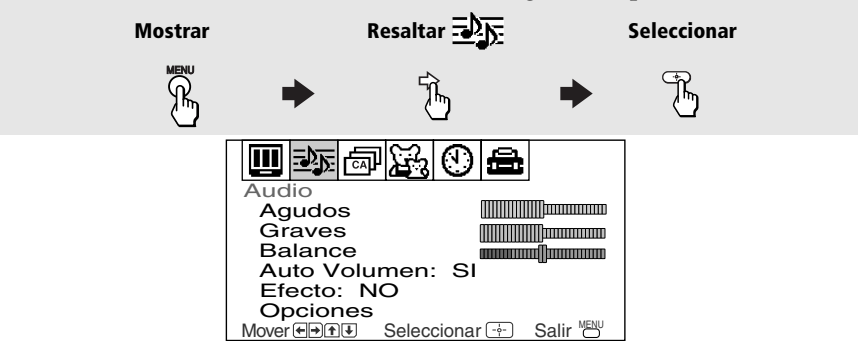 Mostrar Resaltar Seleccionar
MENU
CA
Audio
Agudos
Graves
Balance
Auto Volumen: SI
Efecto: NO
Opciones
Mover Seleccionar Salir MENU